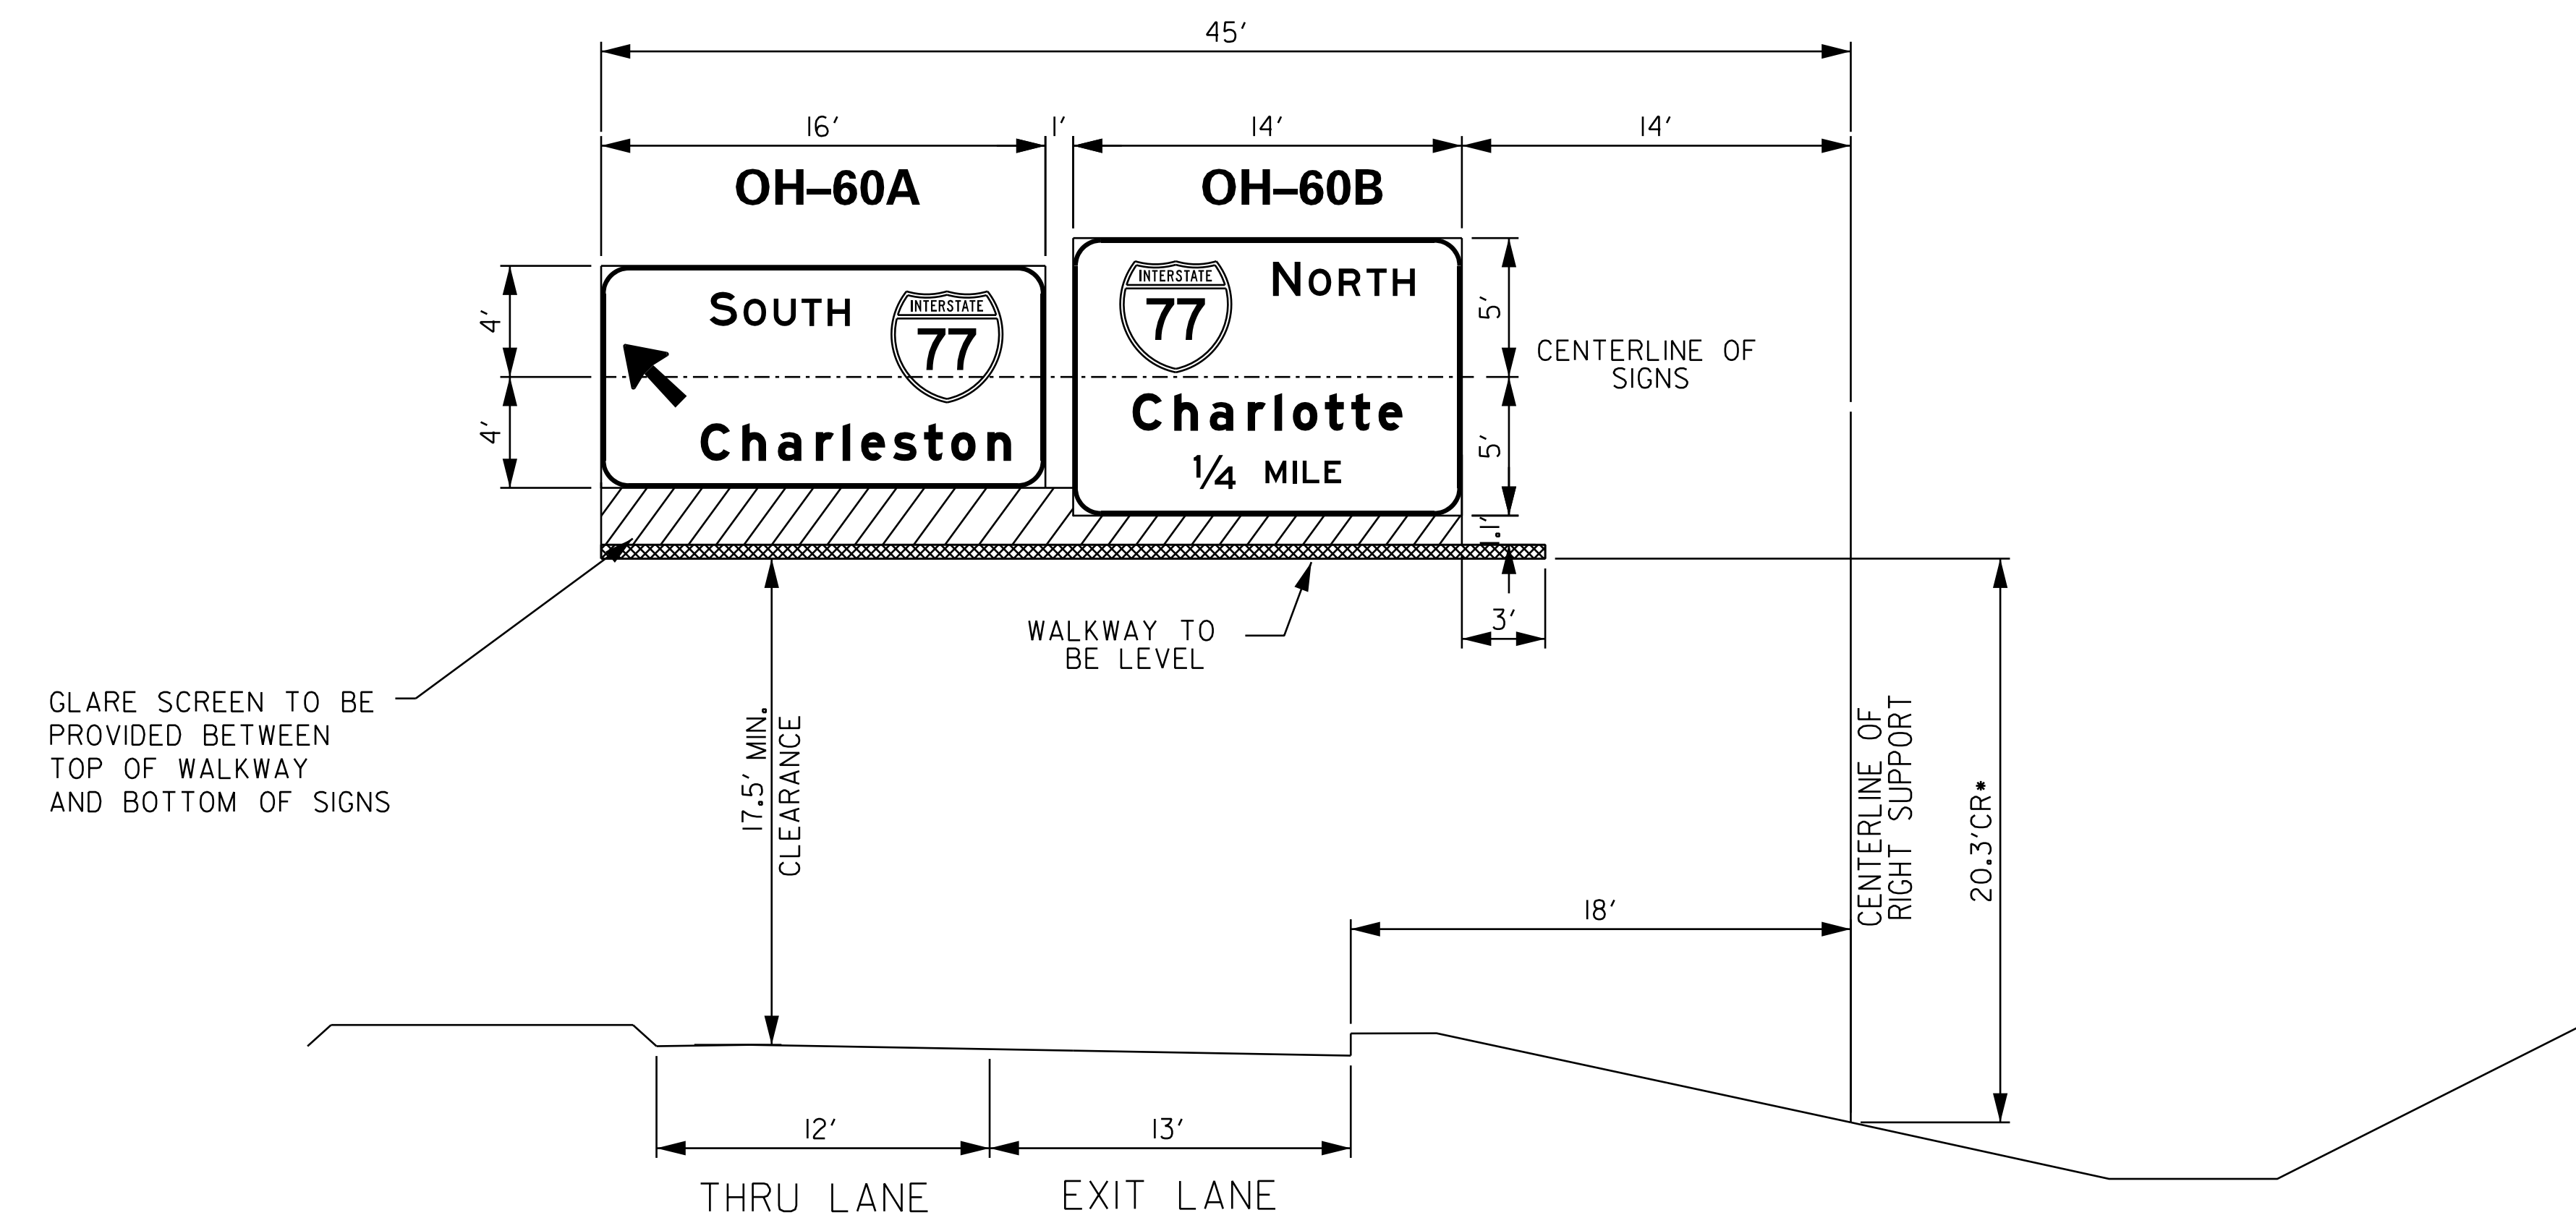 45'
16'
1'
14'
14'
OH–60A
OH–60B
SOUTH
INTERSTATE
77
Charleston
INTERSTATE
77
NORTH
Charlotte
1/4 MILE
4'
4'
5'
5'
1.1'
CENTERLINE OF
SIGNS
3'
WALKWAY TO
BE LEVEL
GLARE SCREEN TO BE
PROVIDED BETWEEN
TOP OF WALKWAY
AND BOTTOM OF SIGNS
17.5' MIN.
CLEARANCE
CENTERLINE OF
RIGHT SUPPORT
20.3'CR*
18'
12'
13'
THRU LANE
EXIT LANE